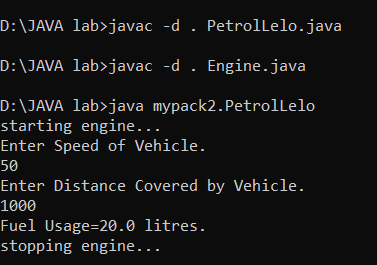 D:\JAVA lab>javac -d . PetrolLelo.java
D:\JAVA lab>javac -d . Engine.java
D:\JAVA lab>java mypack2.PetrolLelo
starting engine...
Enter Speed of Vehicle.
50
Enter Distance Covered by Vehicle.
1000
Fuel Usage=20.0 litres.
stopping engine...